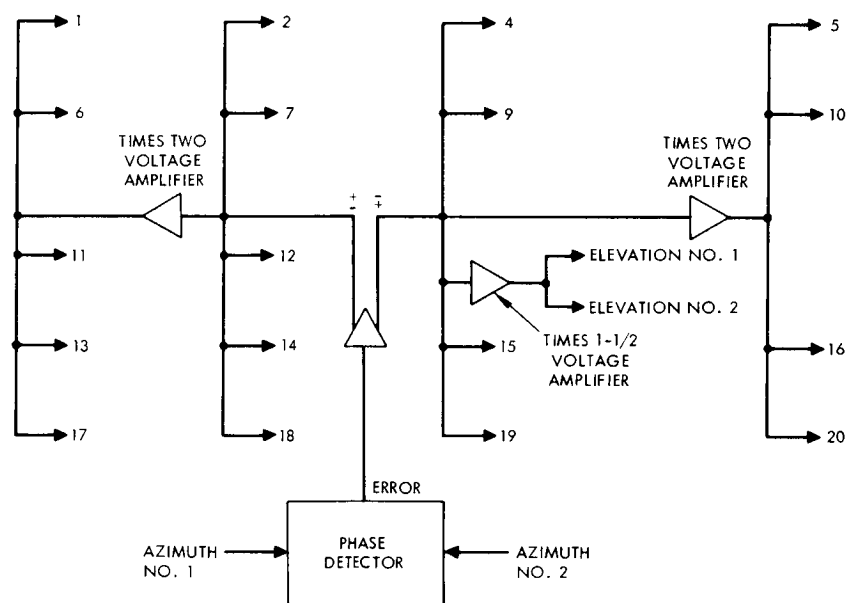 1
2
4
5
6
7
9
10
TIMES TWO
VOLTAGE
AMPLIFIER
TIMES TWO
VOLTAGE
AMPLIFIER
+
-
-
+
11
12
ELEVATION NO. 1
ELEVATION NO. 2
TIMES 1-1/2
VOLTAGE
AMPLIFIER
13
14
15
16
17
18
19
20
ERROR
PHASE
DETECTOR
AZIMUTH
NO. 1
AZIMUTH
NO. 2